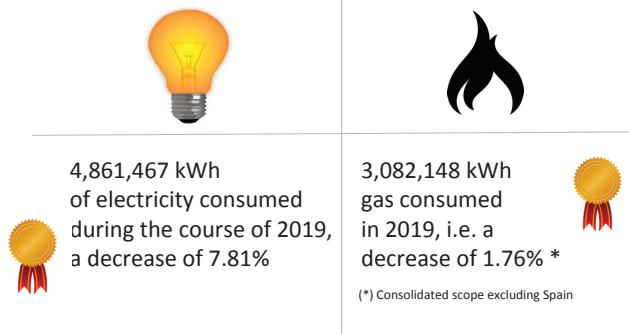 4,861,467 kWh
of electricity consumed
during the course of 2019,
a decrease of 7.81%
3,082,148 kWh
gas consumed
in 2019, i.e. a
decrease of 1.76% *
(*) Consolidated scope excluding Spain